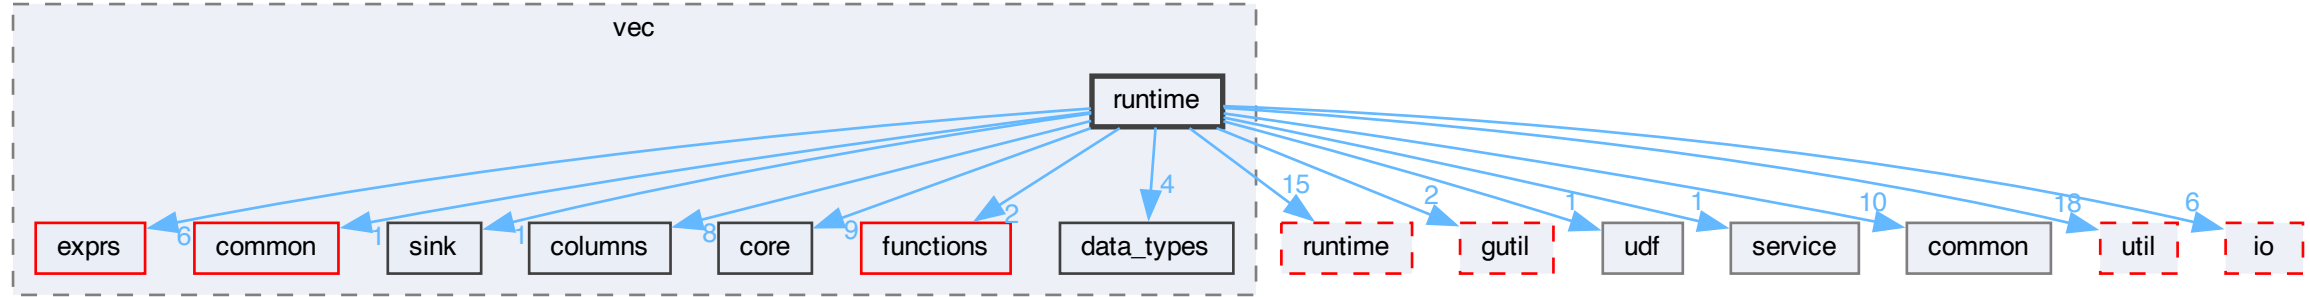 vec
runtime
4 15 2 1 1 10 18 6
6 1 1 8 9 2
exprs common sink columns core functions data_types runtime gutil udf service common util io